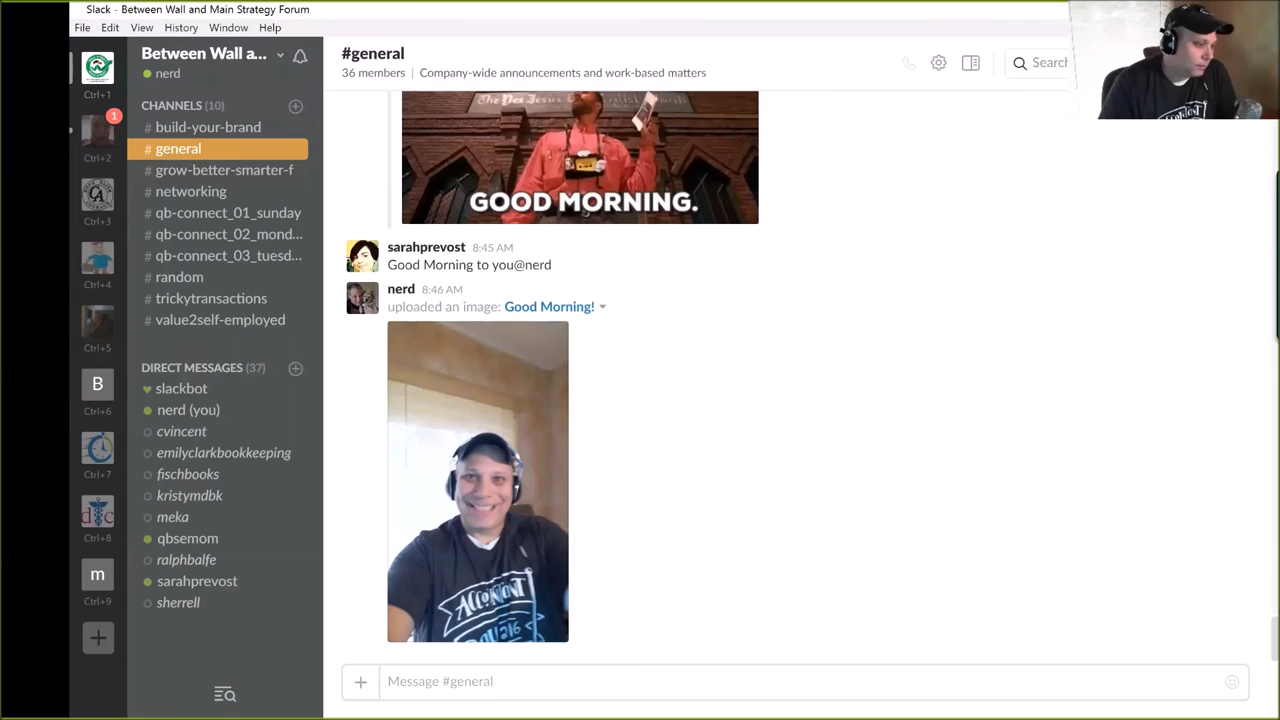 Slack - Between Wall and Main Strategy Forum
File Edit View History Window Help
Between Wall a...
nerd
CHANNELS (10)
# build-your-brand
# general
# grow-better-smarter-f
# networking
# qb-connect_01_sunday
# qb-connect_02_mond...
# qb-connect_03_tuesd...
# random
# trickytransactions
# value2self-employed
DIRECT MESSAGES (37)
slackbot
nerd (you)
cvincent
emilyclarkbookkeeping
fischbooks
kristymdbk
meka
qbsemom
ralphbalfe
sarahprevost
sherrell
Ctrl+1
1
Ctrl+2
CA
Ctrl+3
Ctrl+4
Ctrl+5
B
Ctrl+6
Ctrl+7
dtc
Ctrl+8
m
Ctrl+9
#general
36 members | Company-wide announcements and work-based matters
Search
GOOD MORNING.
sarahprevost 8:45 AM
Good Morning to you@nerd
nerd 8:46 AM
uploaded an image: Good Morning!
ACCOUNTANT
Message #general